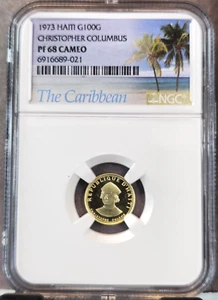 1973 HAITI G100G
CHRISTOPHER COLUMBUS
PF 68 CAMEO
6916689-021
The Caribbean
NGC
REPUBLIQUE D'HAITI